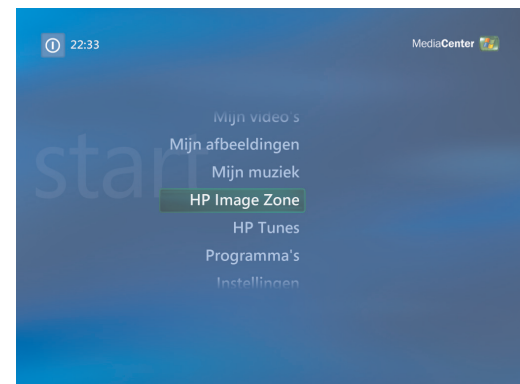 22:33
MediaCenter
start
Mijn video's
Mijn afbeeldingen
Mijn muziek
HP Image Zone
HP Tunes
Programma's
Instellingen